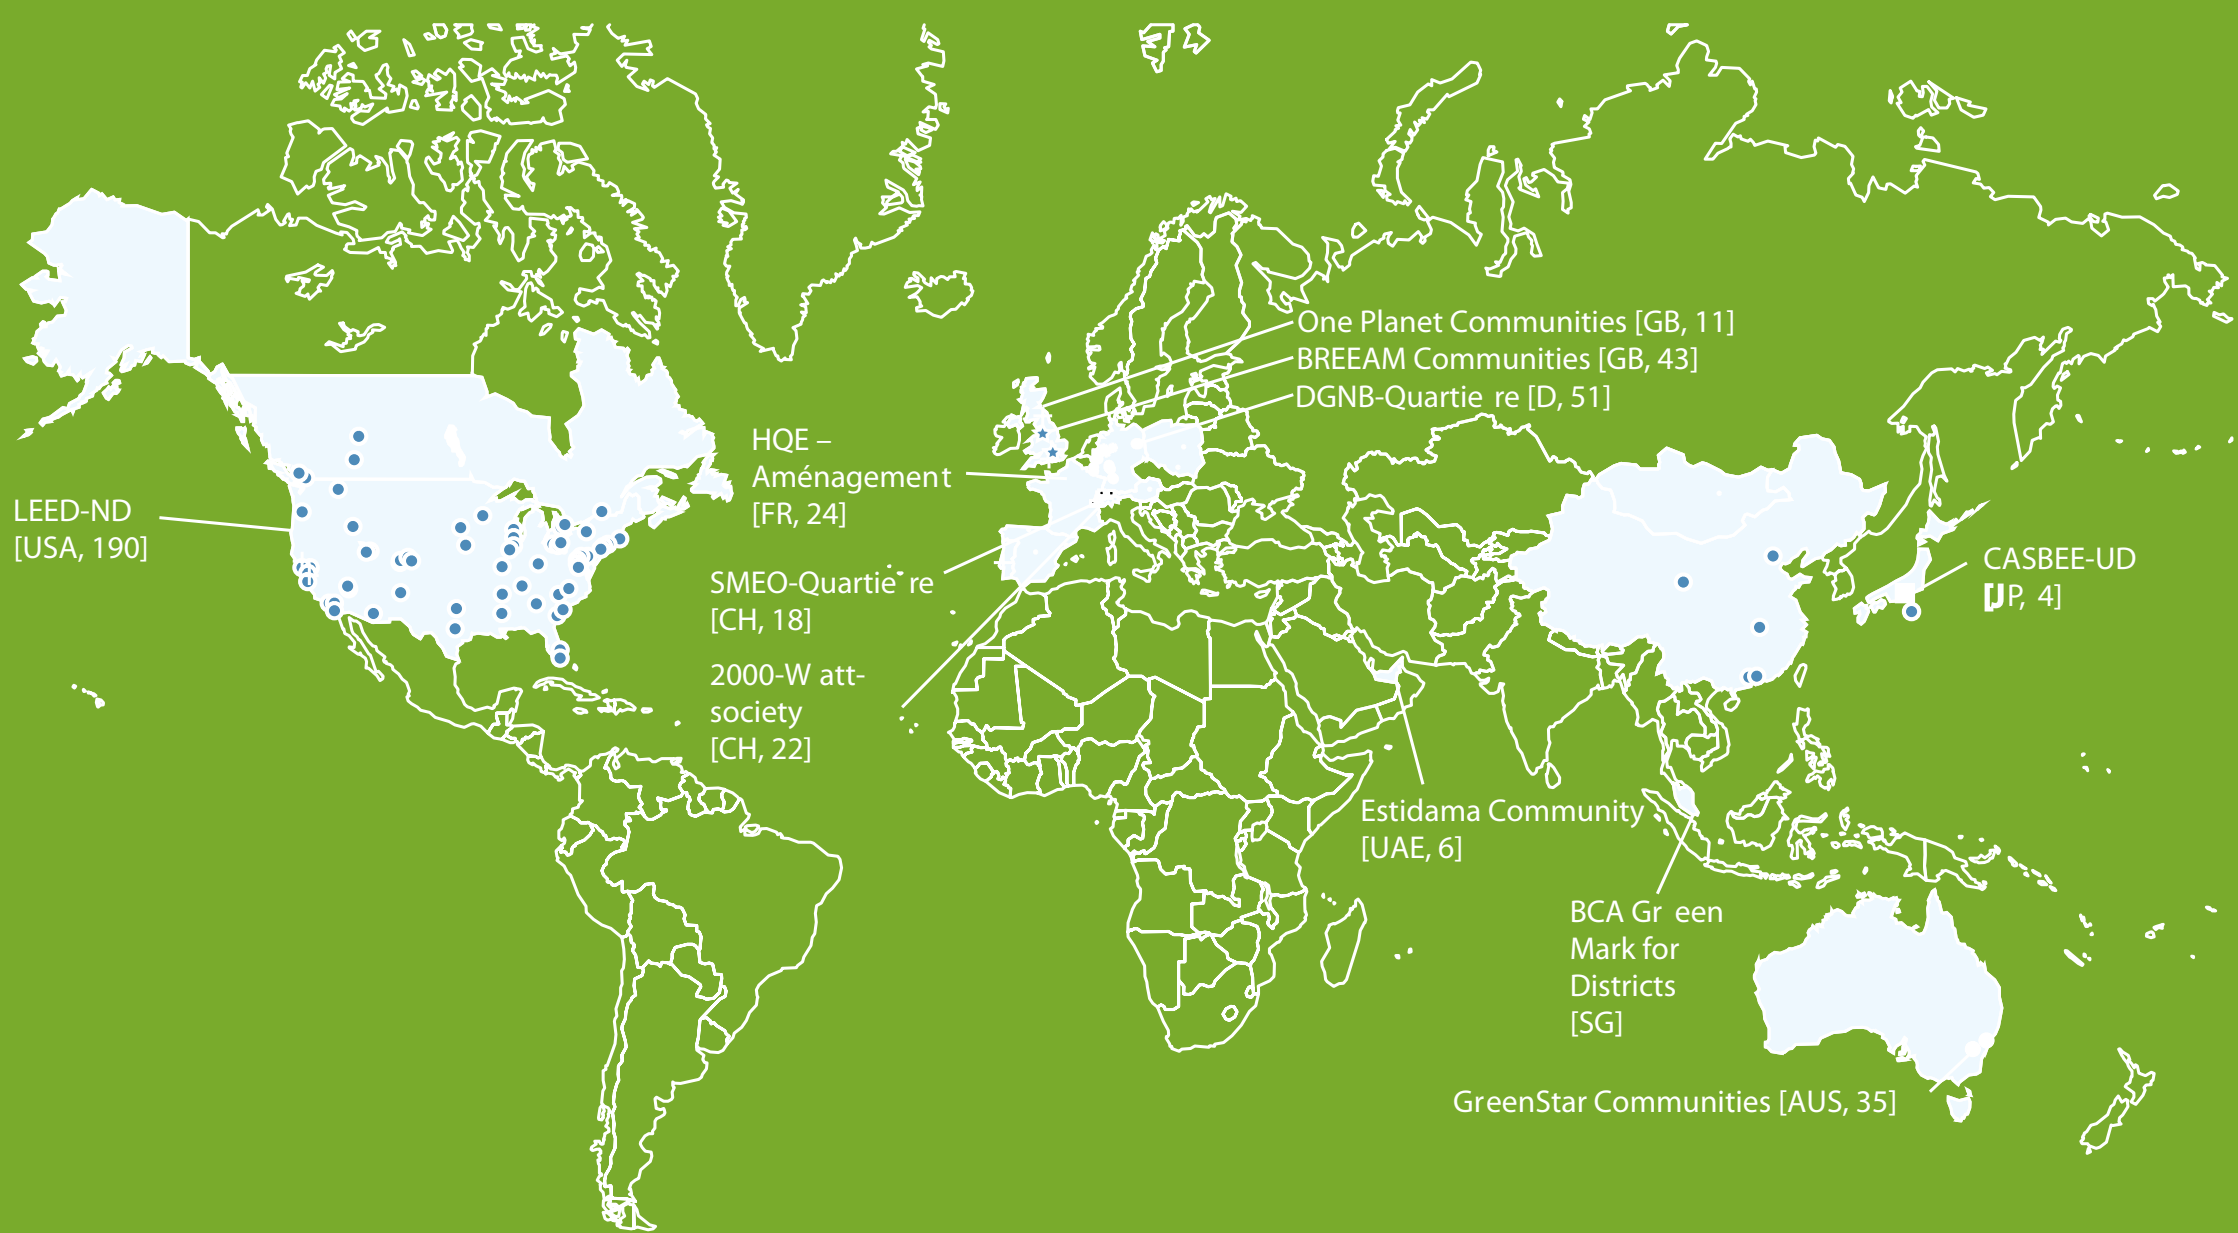 One Planet Communities [GB, 11]
BREEAM Communities [GB, 43]
DGNB-Quartie re [D, 51]
HQE –
Aménagement
[FR, 24]
LEED-ND
[USA, 190]
SMEO-Quartie` re
[CH, 18]
2000-W att-
society
[CH, 22]
CASBEE-UD
[JP, 4]
Estidama Community
[UAE, 6]
BCA Gr een
Mark for
Districts
[SG]
GreenStar Communities [AUS, 35]